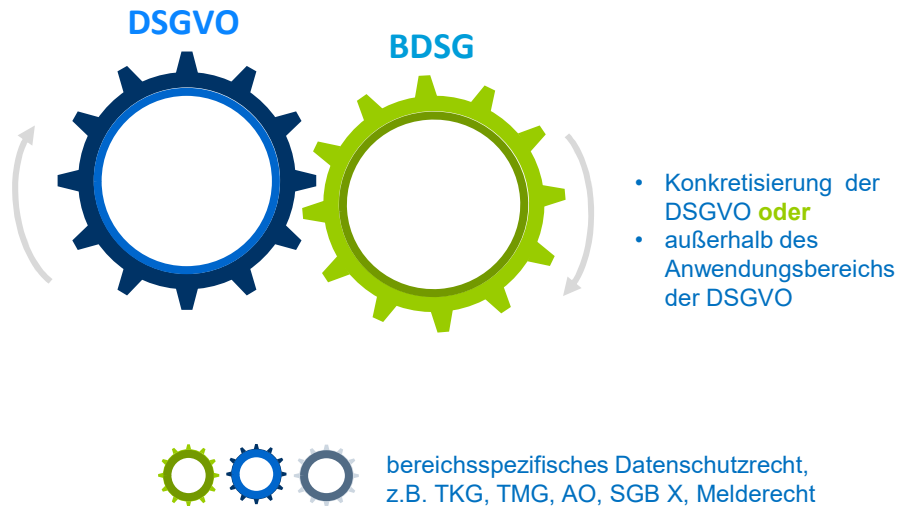 DSGVO
BDSG
• Konkretisierung der
DSGVO oder
• außerhalb des
Anwendungsbereichs
der DSGVO
bereichsspezifisches Datenschutzrecht,
z.B. TKG, TMG, AO, SGB X, Melderecht